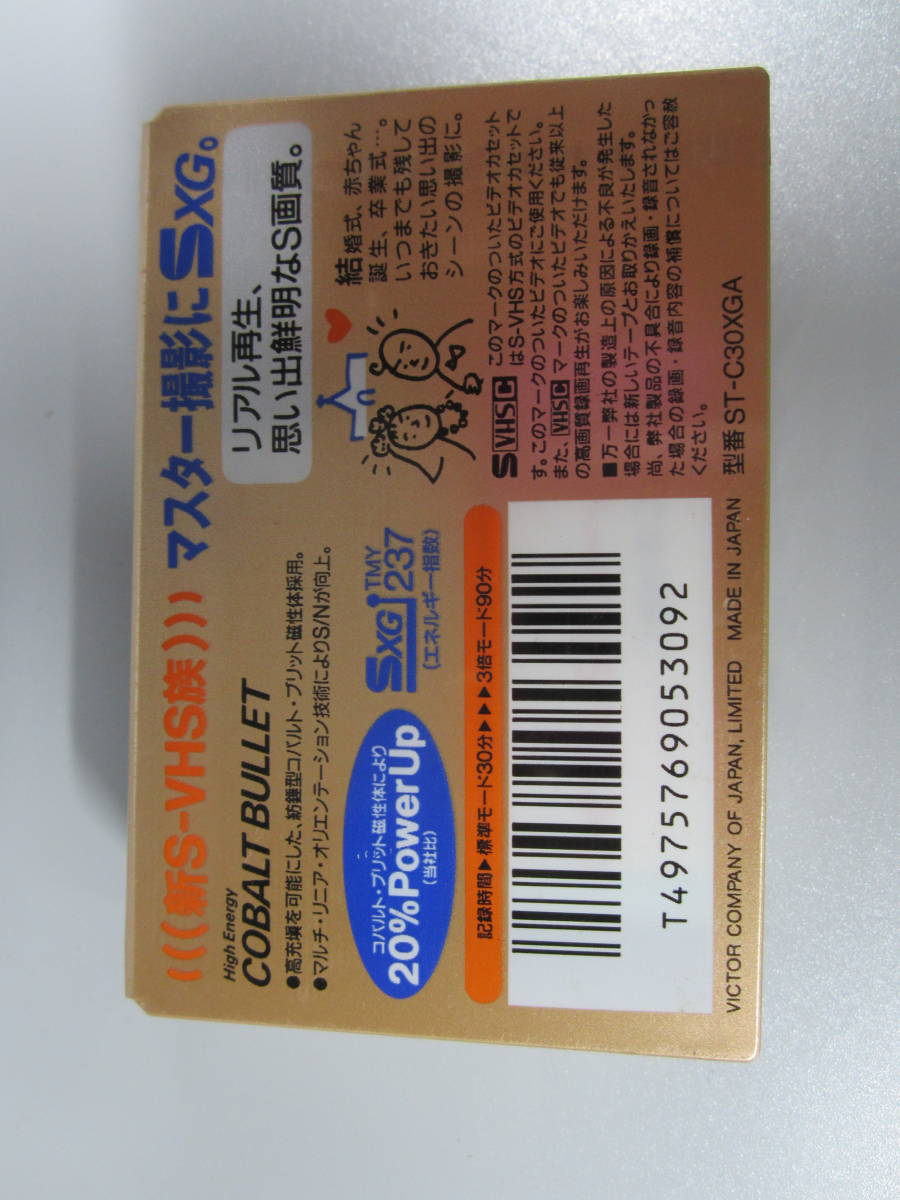 (((新S-VHS族))) マスター撮影にSXG。
High Energy
COBALT BULLET
●高充填を可能にした、紡錘型コバルト・ブリット磁性体採用。
●マルチ・リニア・オリエンテーション技術によりS/Nが向上。
コバルト・ブリット磁性体により
20%PowerUp
(当社比)
SXG TMY 237
(エネルギー指数)
リアル再生、
思い出鮮明なS画質。
結婚式、赤ちゃん
誕生、卒業式…。
いつまでも残して
おきたい思い出の
シーンの撮影に。
記録時間▶標準モード30分▶▶▶3倍モード90分
T4975769053092
S VHS C このマークのついたビデオカセット
はS-VHS方式のビデオカセットで
す。このマークのついたビデオにご使用ください。
また、VHS C マークのついたビデオでも従来以上
の高画質録画再生がお楽しみいただけます。
■万一弊社の製造上の原因による不良が発生した
場合には新しいテープとお取りかえいたします。
尚、弊社製品の不具合により録画・録音されなかっ
た場合の録画・録音内容の補償についてはご容赦
ください。
VICTOR COMPANY OF JAPAN, LIMITED MADE IN JAPAN 型番 ST-C30XGA